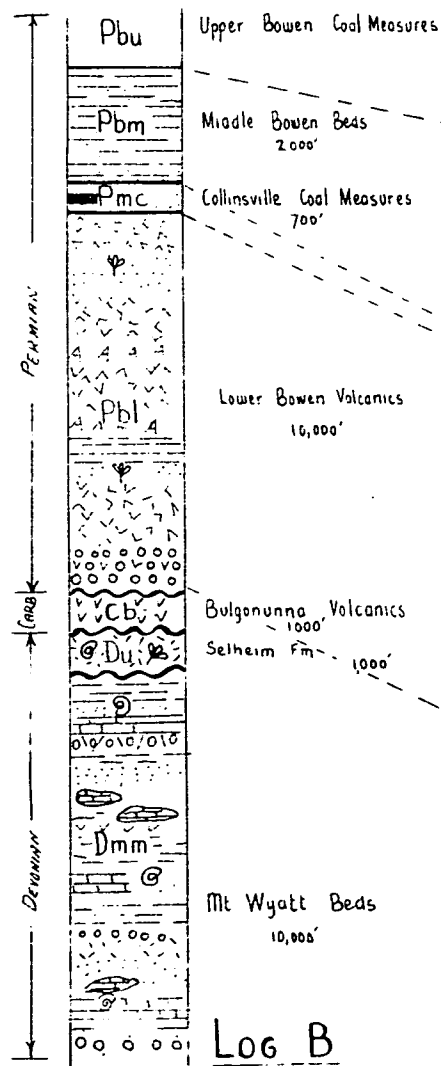 Pbu
Upper Bowen Coal Measures
Pbm
Middle Bowen Beds
2000'
Pmc
Collinsville Coal Measures
700'
PERMIAN
Pbl
Lower Bowen Volcanics
10,000'
CARB
Cb
Bulgonunna Volcanics
1000'
Du
Selheim Fm
1,000'
DEVONIAN
Dmm
Mt Wyatt Beds
10,000'
LOG B